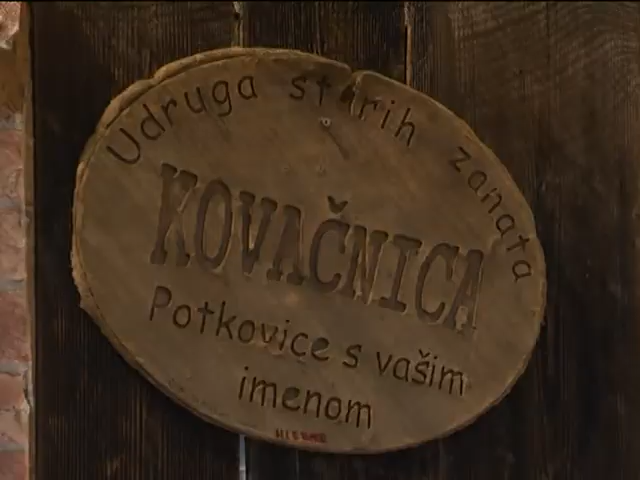 Udruga starih zanata
KOVAČNICA
Potkovice s vašim
imenom